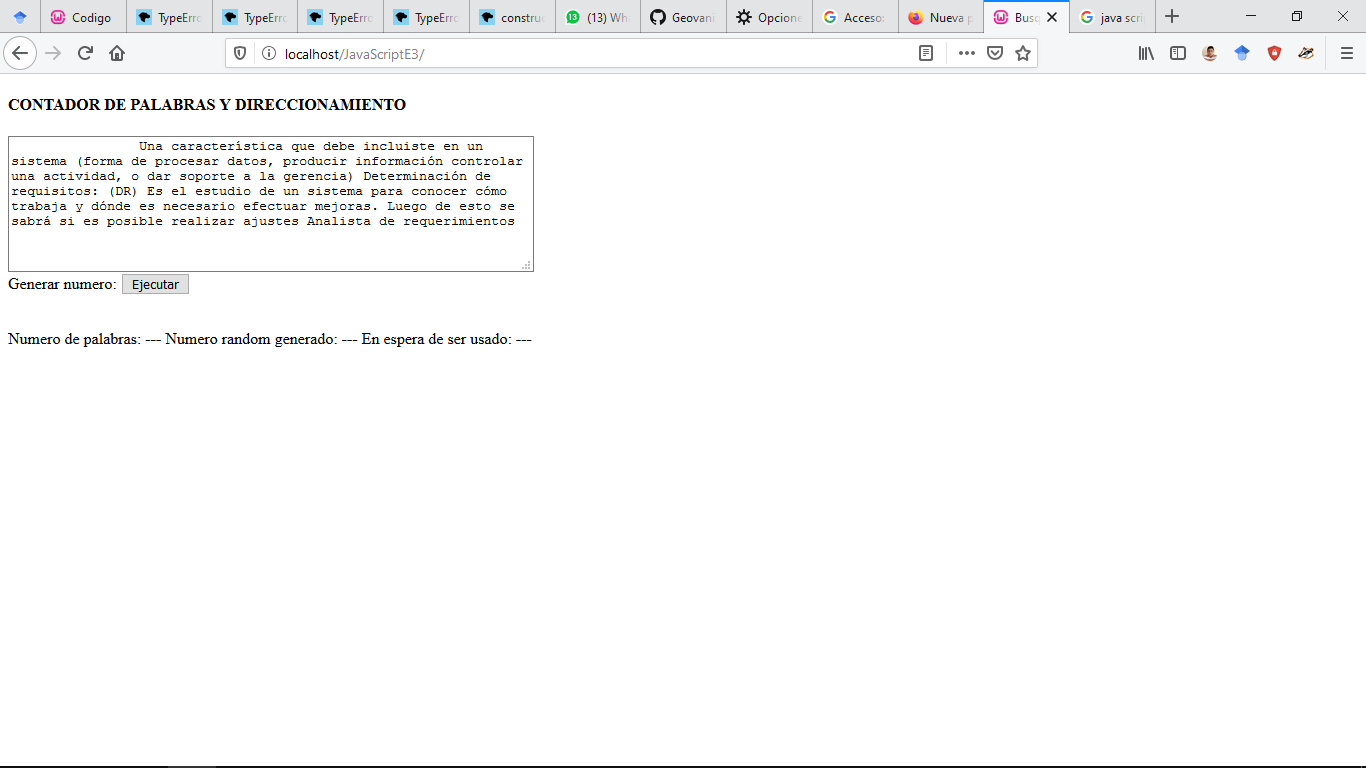 Codigo
TypeErro
TypeErro
TypeErro
TypeErro
construc
13 (13) Wh
Geovani
Opcione
Acceso:
Nueva p
Busq
java scri
localhost/JavaScriptE3/
CONTADOR DE PALABRAS Y DIRECCIONAMIENTO
Una característica que debe incluiste en un
sistema (forma de procesar datos, producir información controlar
una actividad, o dar soporte a la gerencia) Determinación de
requisitos: (DR) Es el estudio de un sistema para conocer cómo
trabaja y dónde es necesario efectuar mejoras. Luego de esto se
sabrá si es posible realizar ajustes Analista de requerimientos
Generar numero: Ejecutar
Numero de palabras: --- Numero random generado: --- En espera de ser usado: ---